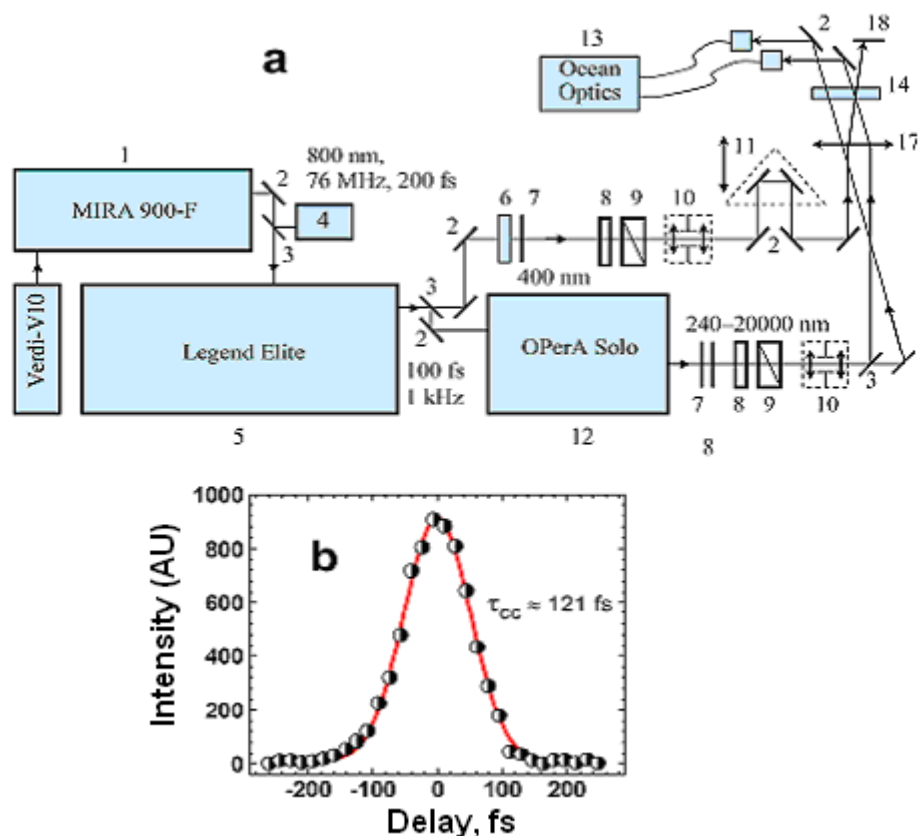 a
13
Ocean
Optics
2
18
14
17
11
1
MIRA 900-F
2
800 nm,
76 MHz, 200 fs
4
3
Verdi-V10
Legend Elite
5
2
6
7
8
9
10
2
400 nm
3
2
100 fs
1 kHz
OPerA Solo
12
240–20000 nm
7
8
9
10
3
8
b
Intensity (AU)
1000
800
600
400
200
0
τCC ≈ 121 fs
-200
-100
0
100
200
Delay, fs